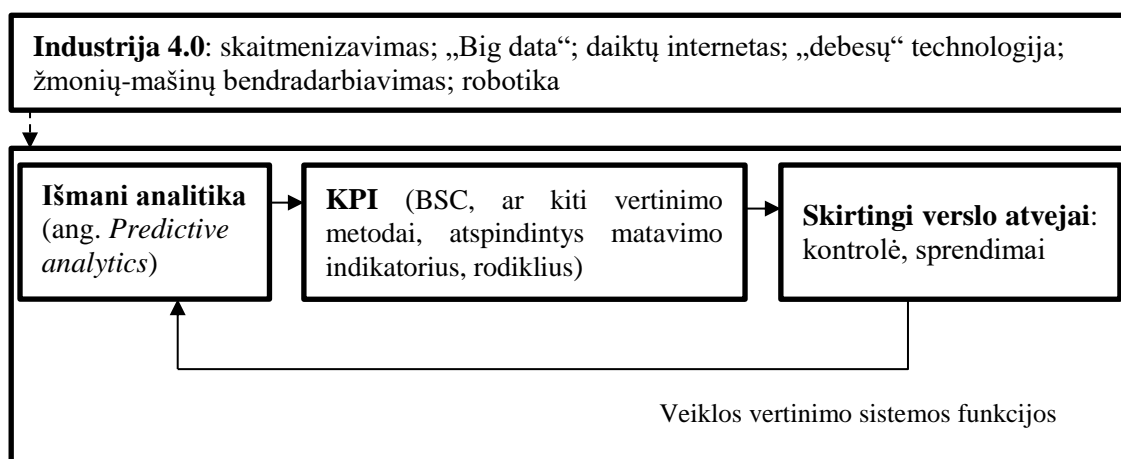 Industrija 4.0: skaitmenizavimas; „Big data“; daiktų internetas; „debesų“ technologija;
žmonių-mašinų bendradarbiavimas; robotika
Išmani analitika
(ang. Predictive
analytics)
KPI (BSC, ar kiti vertinimo
metodai, atspindintys matavimo
indikatorius, rodiklius)
Skirtingi verslo atvejai:
kontrolė, sprendimai
Veiklos vertinimo sistemos funkcijos